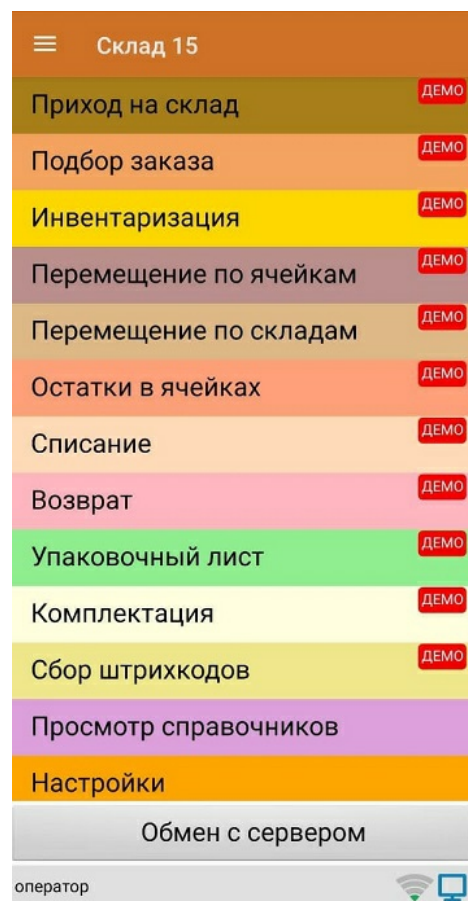 Склад 15
Приход на склад ДЕМО
Подбор заказа ДЕМО
Инвентаризация ДЕМО
Перемещение по ячейкам ДЕМО
Перемещение по складам ДЕМО
Остатки в ячейках ДЕМО
Списание ДЕМО
Возврат ДЕМО
Упаковочный лист ДЕМО
Комплектация ДЕМО
Сбор штрихкодов ДЕМО
Просмотр справочников
Настройки
Обмен с сервером
оператор